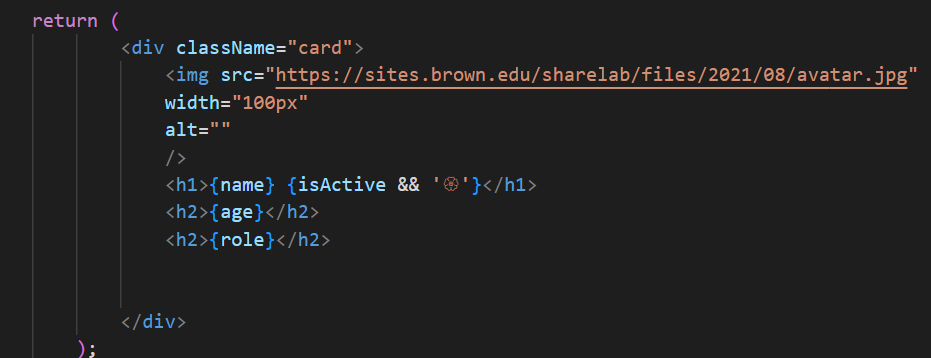 return (
<div className="card">
<img src="https://sites.brown.edu/sharelab/files/2021/08/avatar.jpg"
width="100px"
alt=""
/>
<h1>{name} {isActive && '🏵'}</h1>
<h2>{age}</h2>
<h2>{role}</h2>
</div>
);